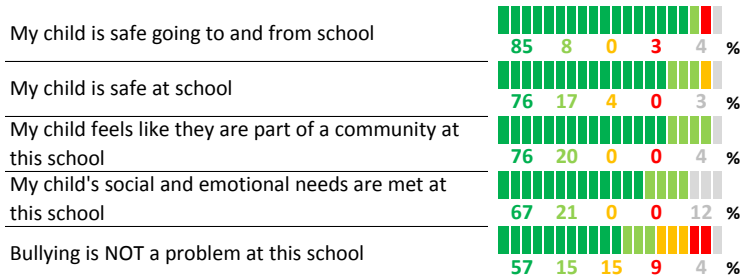 My child is safe going to and from school
85 8 0 3 4 %
My child is safe at school
76 17 4 0 3 %
My child feels like they are part of a community at
this school
76 20 0 0 4 %
My child's social and emotional needs are met at
this school
67 21 0 0 12 %
Bullying is NOT a problem at this school
57 15 15 9 4 %